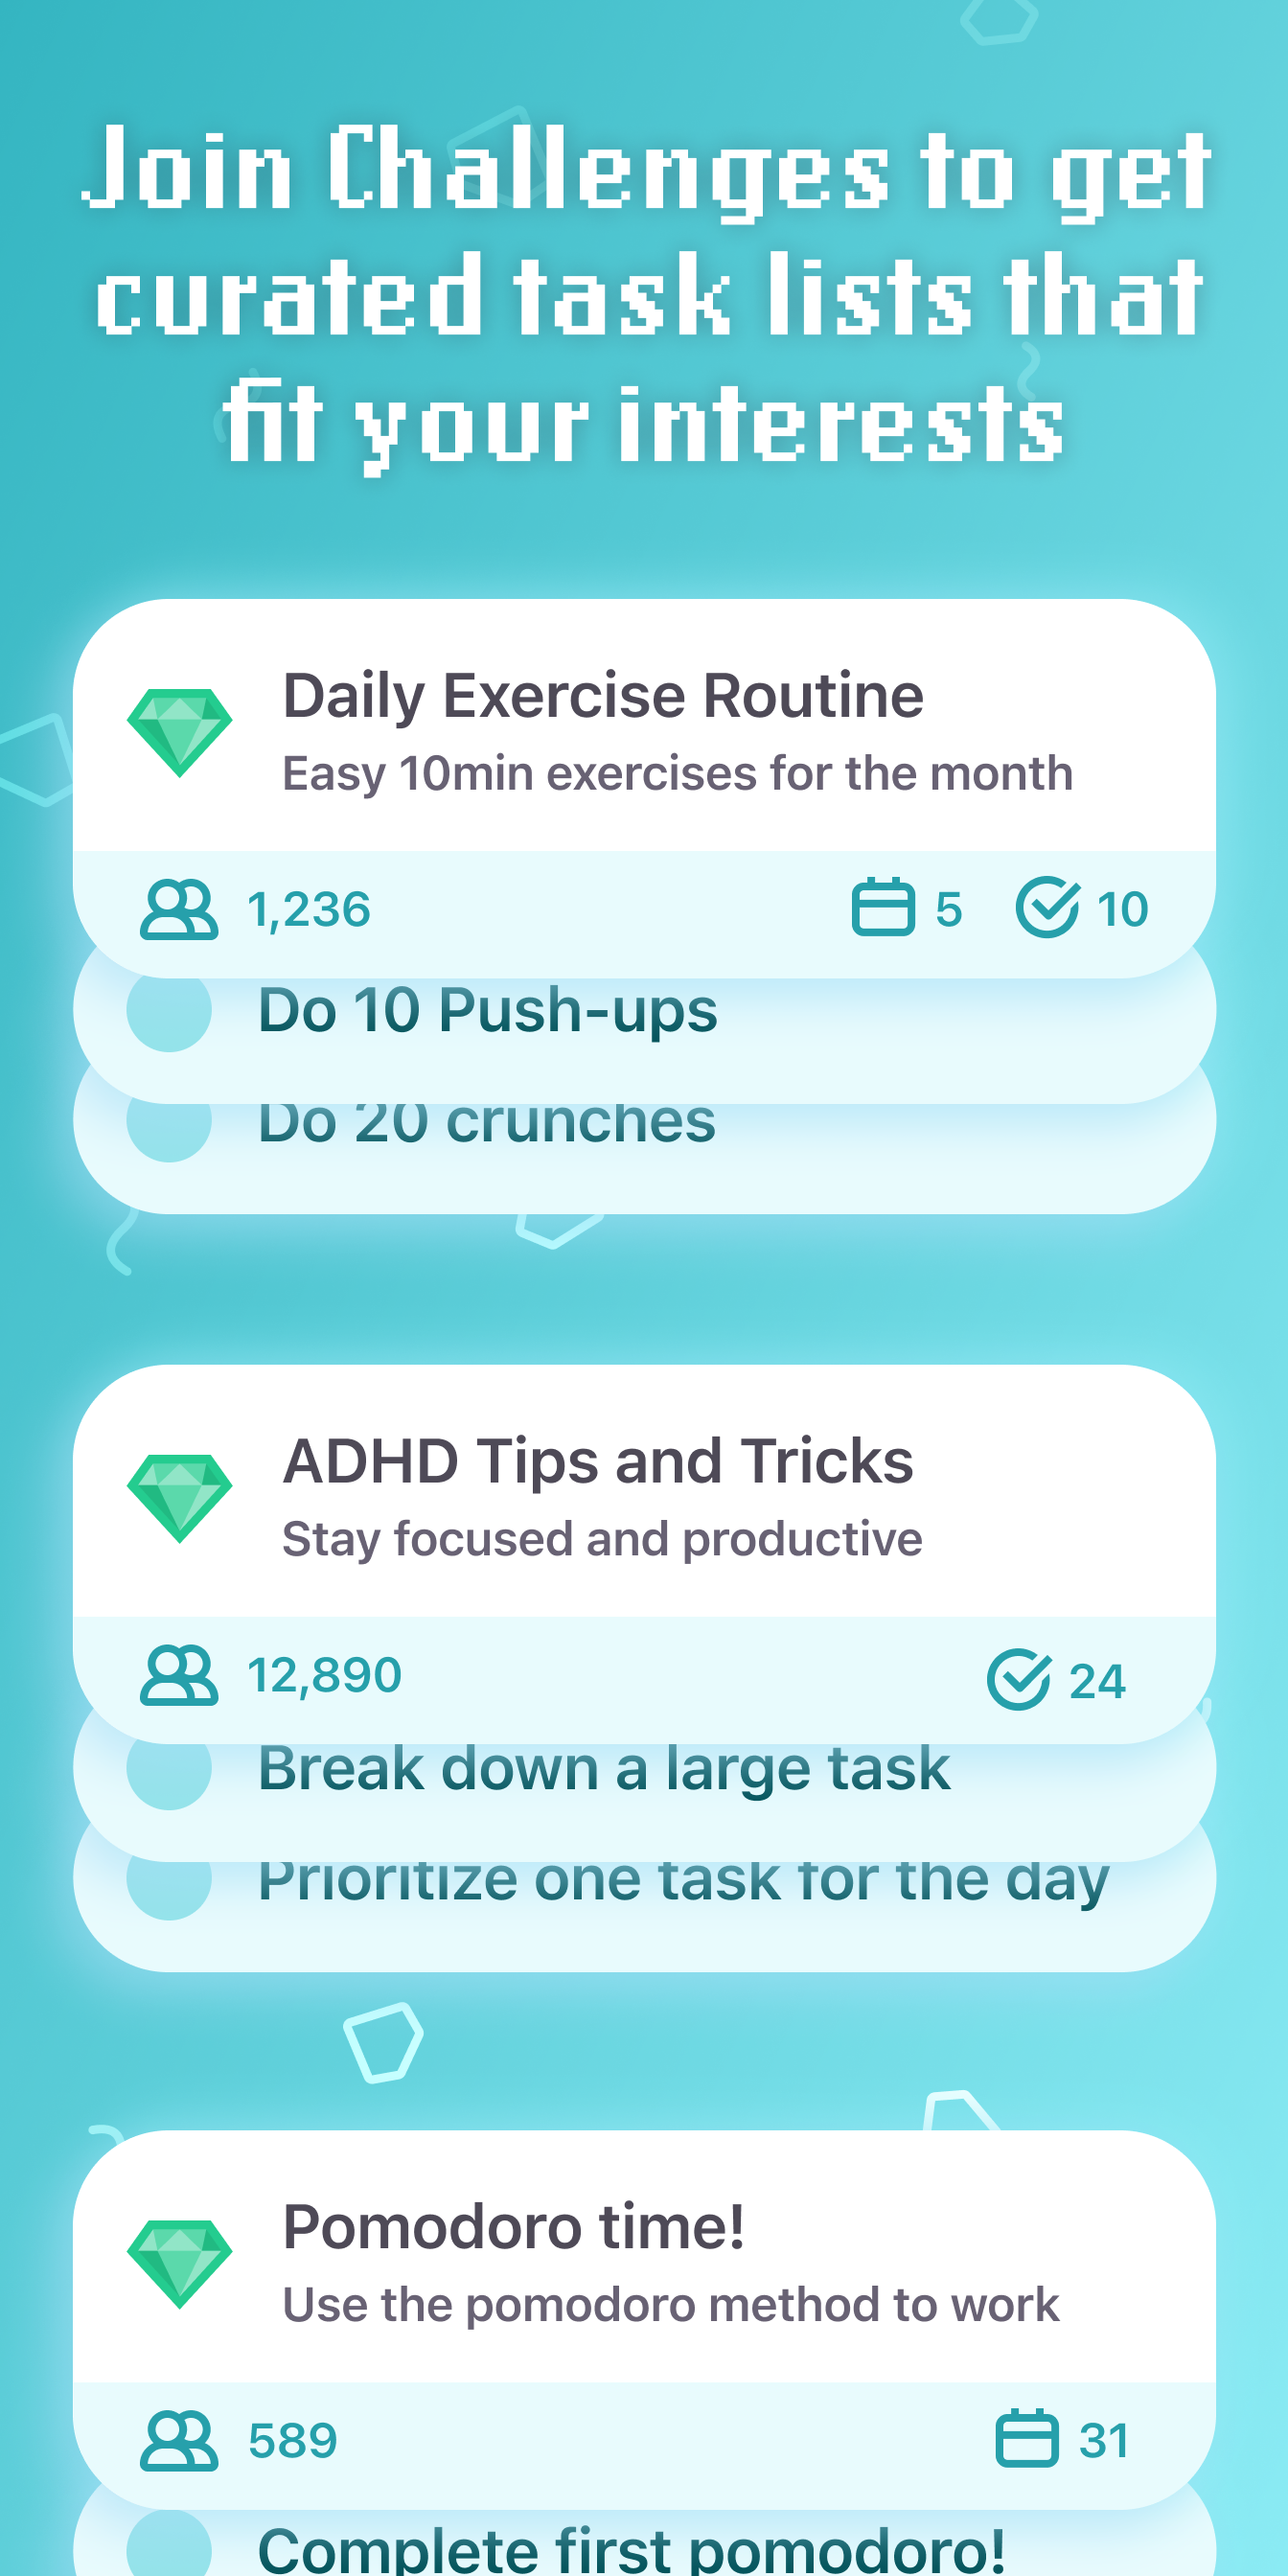 Join Challenges to get
curated task lists that
fit your interests
Daily Exercise Routine
Easy 10min exercises for the month
1,236 5 10
Do 10 Push-ups
Do 20 crunches
ADHD Tips and Tricks
Stay focused and productive
12,890 24
Break down a large task
Prioritize one task for the day
Pomodoro time!
Use the pomodoro method to work
589 31
Complete first pomodoro!